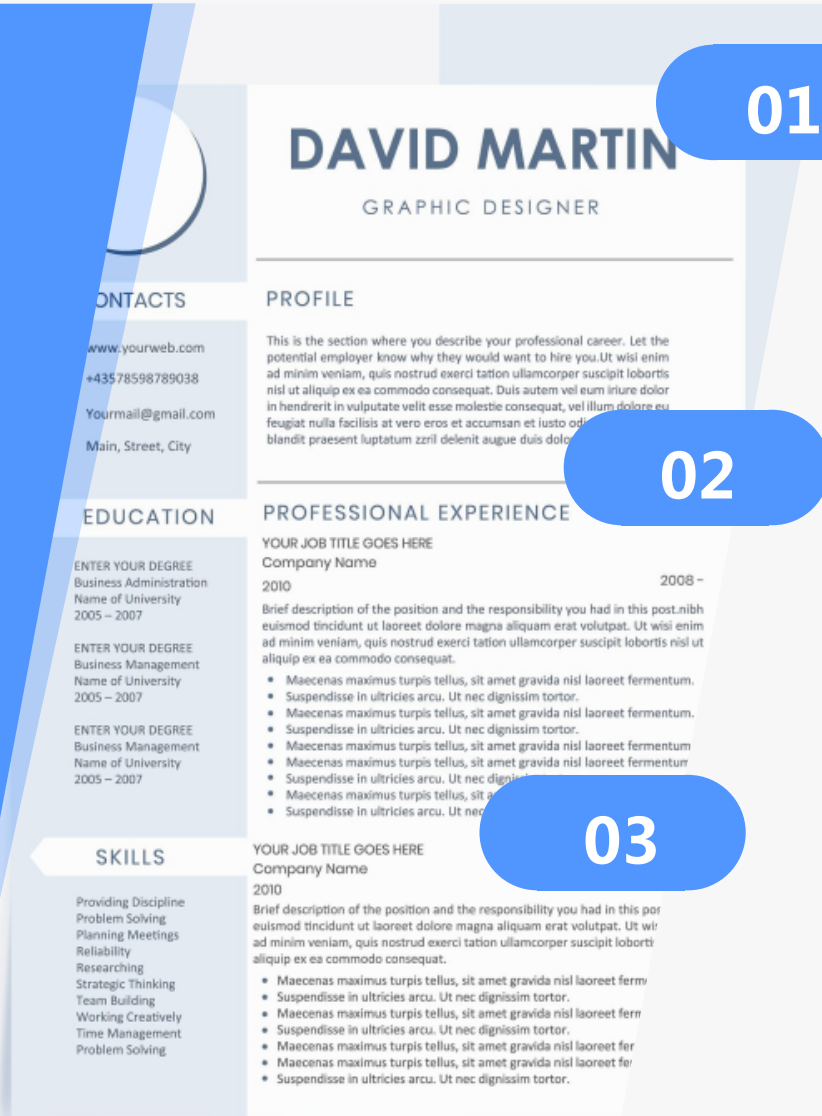 01
DAVID MARTIN
GRAPHIC DESIGNER
ONTACTS
www.yourweb.com
+43578598789038
Yourmail@gmail.com
Main, Street, City
PROFILE
This is the section where you describe your professional career. Let the
potential employer know why they would want to hire you.Ut wisi enim
ad minim veniam, quis nostrud exerci tation ullamcorper suscipit lobortis
nisl ut aliquip ex ea commodo consequat. Duis autem vel eum iriure dolor
in hendrerit in vulputate velit esse molestie consequat, vel illum dolore eu
feugiat nulla facilisis at vero eros et accumsan et iusto
blandit praesent luptatum zzril delenit augue duis
02
EDUCATION
ENTER YOUR DEGREE
Business Administration
Name of University
2005 – 2007
ENTER YOUR DEGREE
Business Management
Name of University
2005 – 2007
ENTER YOUR DEGREE
Business Management
Name of University
2005 – 2007
PROFESSIONAL EXPERIENCE
YOUR JOB TITLE GOES HERE
Company Name
2008 –
2010
Brief description of the position and the responsibility you had in this post.nibh
euismod tincidunt ut laoreet dolore magna aliquam erat volutpat. Ut wisi enim
ad minim veniam, quis nostrud exerci tation ullamcorper suscipit lobortis nisl ut
aliquip ex ea commodo consequat.
• Maecenas maximus turpis tellus, sit amet gravida nisl laoreet fermentum.
• Suspendisse in ultricies arcu. Ut nec dignissim tortor.
• Maecenas maximus turpis tellus, sit amet gravida nisl laoreet fermentum.
• Suspendisse in ultricies arcu. Ut nec dignissim tortor.
• Maecenas maximus turpis tellus, sit amet gravida nisl laoreet fermentum
• Maecenas maximus turpis tellus, sit amet gravida nisl laoreet fermentum
• Suspendisse in ultricies arcu. Ut nec
• Maecenas maximus turpis tellus, sit
• Suspendisse in ultricies arcu. Ut nec
03
SKILLS
Providing Discipline
Problem Solving
Planning Meetings
Reliability
Researching
Strategic Thinking
Team Building
Working Creatively
Time Management
Problem Solving
YOUR JOB TITLE GOES HERE
Company Name
2010
Brief description of the position and the responsibility you had in this
euismod tincidunt ut laoreet dolore magna aliquam erat volutpat. Ut
ad minim veniam, quis nostrud exerci tation ullamcorper suscipit
aliquip ex ea commodo consequat.
• Maecenas maximus turpis tellus, sit amet gravida nisl laoreet
• Suspendisse in ultricies arcu. Ut nec dignissim tortor.
• Maecenas maximus turpis tellus, sit amet gravida nisl laoreet
• Suspendisse in ultricies arcu. Ut nec dignissim tortor.
• Maecenas maximus turpis tellus, sit amet gravida nisl laoreet
• Maecenas maximus turpis tellus, sit amet gravida nisl laoreet
• Suspendisse in ultricies arcu. Ut nec dignissim tortor.